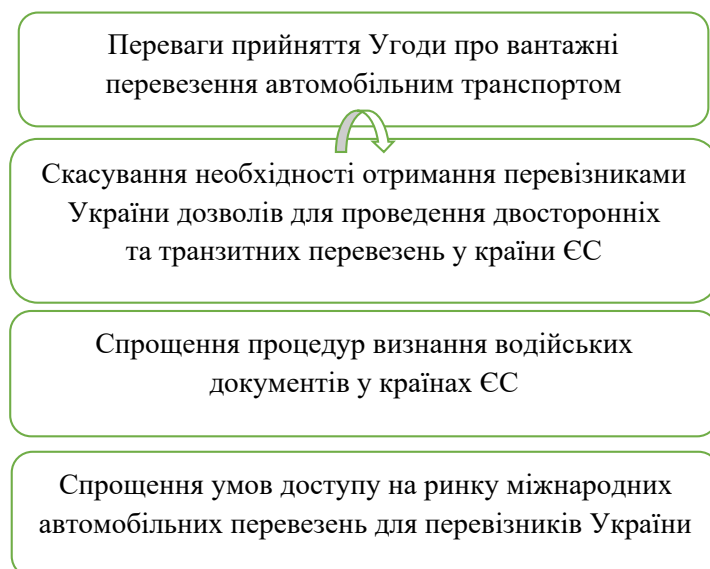 Переваги прийняття Угоди про вантажні
перевезення автомобільним транспортом
Скасування необхідності отримання перевізниками
України дозволів для проведення двосторонніх
та транзитних перевезень у країни ЄС
Спрощення процедур визнання водійських
документів у країнах ЄС
Спрощення умов доступу на ринку міжнародних
автомобільних перевезень для перевізників України